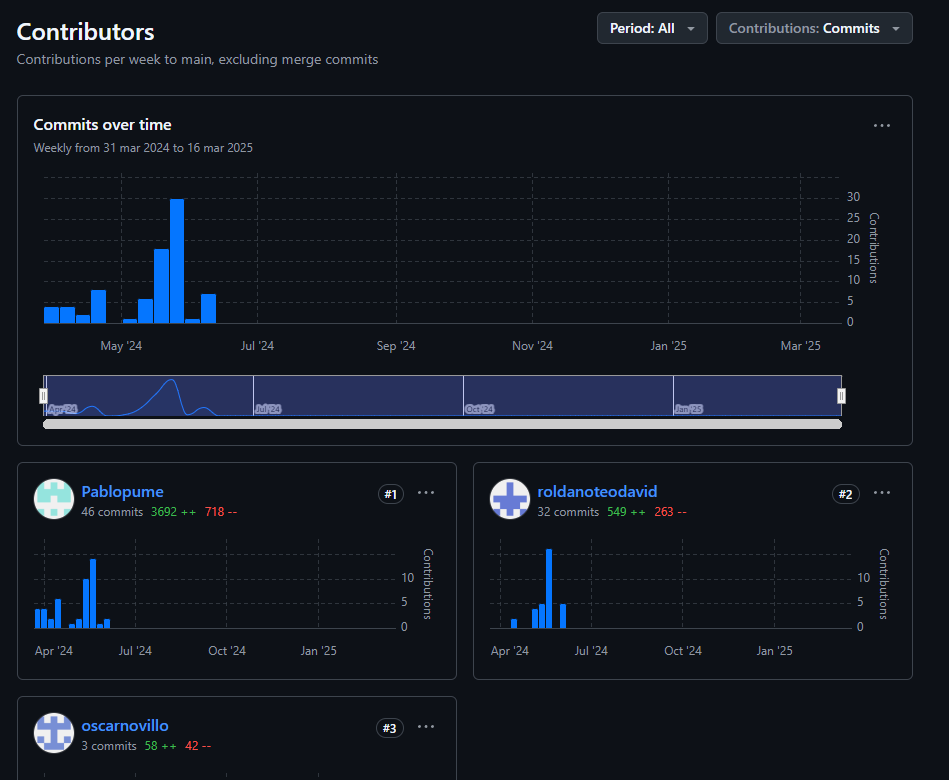 Contributors
Period: All
Contributions: Commits
Contributions per week to main, excluding merge commits
Commits over time
Weekly from 31 mar 2024 to 16 mar 2025
30
25
20
15
10
5
0
Contributions
May '24 Jul '24 Sep '24 Nov '24 Jan '25 Mar '25
Apr '24 Jul '24 Oct '24 Jan '25
Pablopume #1
46 commits 3692 ++ 718 --
10
5
0
Contributions
Apr '24 Jul '24 Oct '24 Jan '25
roldanoteodavid #2
32 commits 549 ++ 263 --
10
5
0
Contributions
Apr '24 Jul '24 Oct '24 Jan '25
oscarnovillo #3
3 commits 58 ++ 42 --